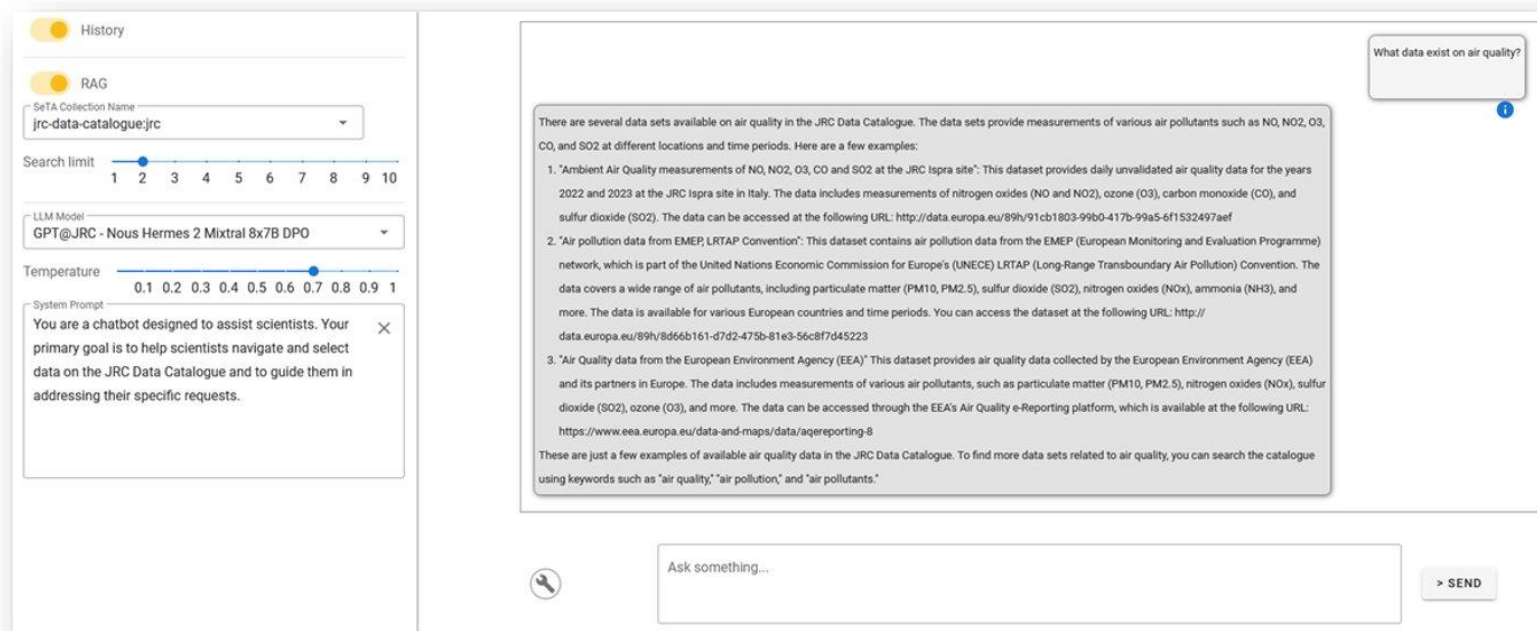 History
RAG
SeTA Collection Name
jrc-data-catalogue:jrc
Search limit
1 2 3 4 5 6 7 8 9 10
LLM Model
GPT@JRC - Nous Hermes 2 Mixtral 8x7B DPO
Temperature
0.1 0.2 0.3 0.4 0.5 0.6 0.7 0.8 0.9 1
System Prompt
You are a chatbot designed to assist scientists. Your
primary goal is to help scientists navigate and select
data on the JRC Data Catalogue and to guide them in
addressing their specific requests.
What data exist on air quality?
There are several data sets available on air quality in the JRC Data Catalogue. The data sets provide measurements of various air pollutants such as NO, NO2, O3,
CO, and SO2 at different locations and time periods. Here are a few examples:
1. "Ambient Air Quality measurements of NO, NO2, O3, CO and SO2 at the JRC Ispra site": This dataset provides daily unvalidated air quality data for the years
2022 and 2023 at the JRC Ispra site in Italy. The data includes measurements of nitrogen oxides (NO and NO2), ozone (O3), carbon monoxide (CO), and
sulfur dioxide (SO2). The data can be accessed at the following URL: http://data.europa.eu/89h/91cb1803-99b0-417b-99a5-6f1532497aef
2. "Air pollution data from EMEP, LRTAP Convention": This dataset contains air pollution data from the EMEP (European Monitoring and Evaluation Programme)
network, which is part of the United Nations Economic Commission for Europe's (UNECE) LRTAP (Long-Range Transboundary Air Pollution) Convention. The
data covers a wide range of air pollutants, including particulate matter (PM10, PM2.5), sulfur dioxide (SO2), nitrogen oxides (NOx), ammonia (NH3), and
more. The data is available for various European countries and time periods. You can access the dataset at the following URL: http://
data.europa.eu/89h/8d66b161-d7d2-475b-81e3-56c8f7d45223
3. "Air Quality data from the European Environment Agency (EEA)" This dataset provides air quality data collected by the European Environment Agency (EEA)
and its partners in Europe. The data includes measurements of various air pollutants, such as particulate matter (PM10, PM2.5), nitrogen oxides (NOx), sulfur
dioxide (SO2), ozone (O3), and more. The data can be accessed through the EEA's Air Quality e-Reporting platform, which is available at the following URL:
https://www.eea.europa.eu/data-and-maps/data/aqereporting-8
These are just a few examples of available air quality data in the JRC Data Catalogue. To find more data sets related to air quality, you can search the catalogue
using keywords such as "air quality," "air pollution," and "air pollutants."
Ask something...
> SEND